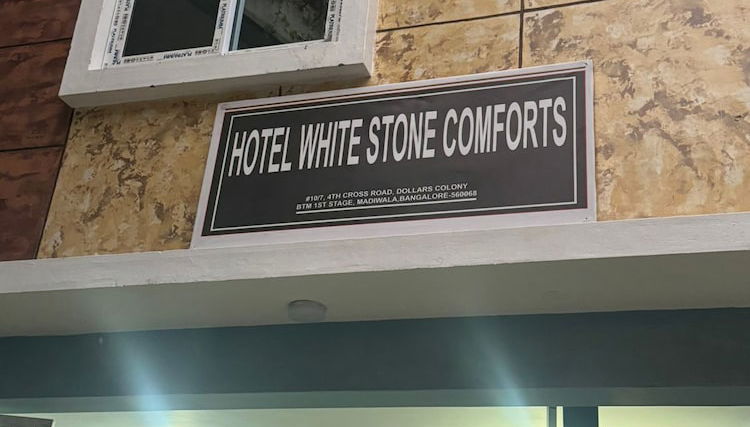 HOTEL WHITE STONE COMFORTS
#10/7, 4TH CROSS ROAD, DOLLARS COLONY
BTM 1ST STAGE, MADIWALA,BANGALORE-560068